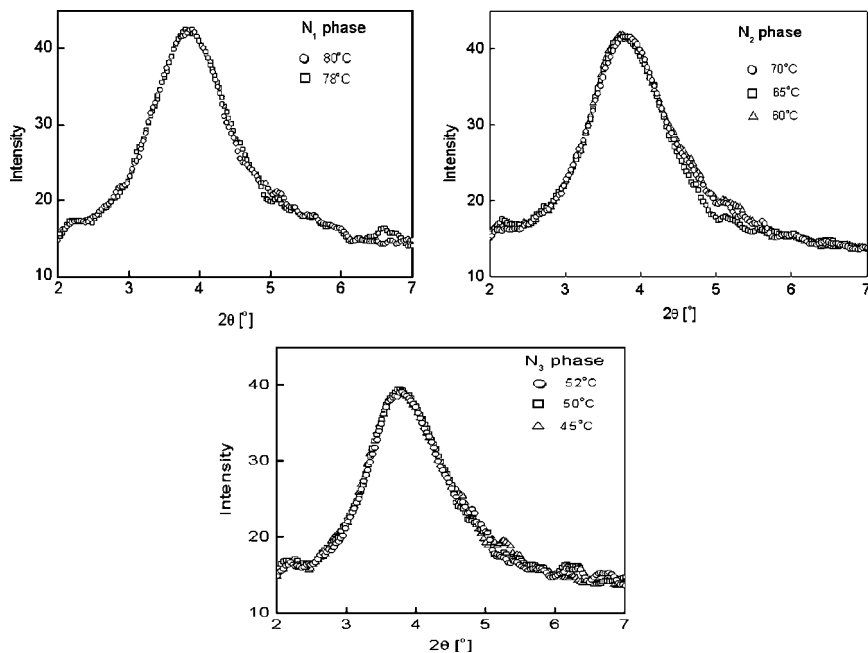 N1 phase
80°C
78°C
Intensity
40
30
20
10
2 3 4 5 6 7
2θ [°]
N2 phase
70°C
65°C
60°C
Intensity
40
30
20
10
2 3 4 5 6 7
2θ [°]
N3 phase
52°C
50°C
45°C
Intensity
40
30
20
10
2 3 4 5 6 7
2θ [°]